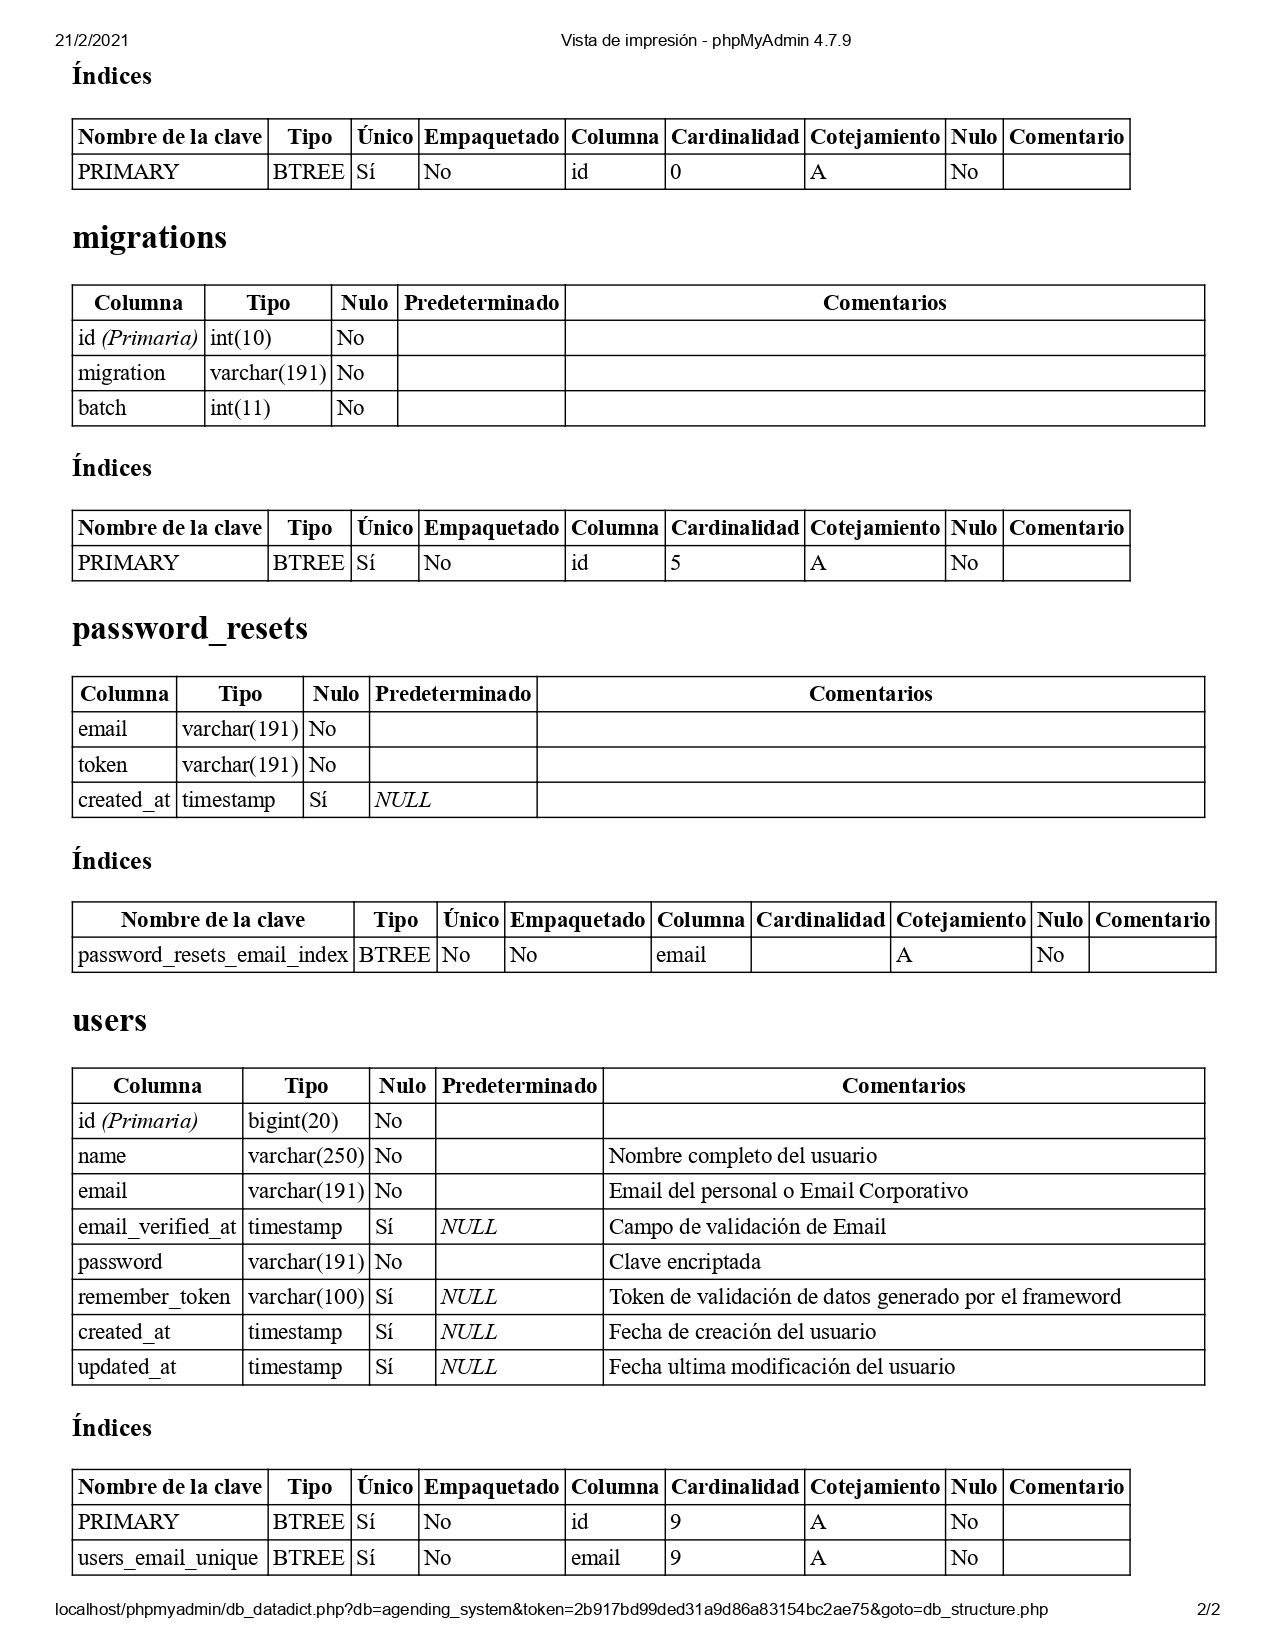 21/2/2021 Vista de impresión - phpMyAdmin 4.7.9
Índices
Nombre de la clave Tipo Único Empaquetado Columna Cardinalidad Cotejamiento Nulo Comentario
PRIMARY BTREE Sí No id 0 A No
migrations
Columna Tipo Nulo Predeterminado Comentarios
id (Primaria) int(10) No
migration varchar(191) No
batch int(11) No
Índices
Nombre de la clave Tipo Único Empaquetado Columna Cardinalidad Cotejamiento Nulo Comentario
PRIMARY BTREE Sí No id 5 A No
password_resets
Columna Tipo Nulo Predeterminado Comentarios
email varchar(191) No
token varchar(191) No
created_at timestamp Sí NULL
Índices
Nombre de la clave Tipo Único Empaquetado Columna Cardinalidad Cotejamiento Nulo Comentario
password_resets_email_index BTREE No No email A No
users
Columna Tipo Nulo Predeterminado Comentarios
id (Primaria) bigint(20) No
name varchar(250) No Nombre completo del usuario
email varchar(191) No Email del personal o Email Corporativo
email_verified_at timestamp Sí NULL Campo de validación de Email
password varchar(191) No Clave encriptada
remember_token varchar(100) Sí NULL Token de validación de datos generado por el frameword
created_at timestamp Sí NULL Fecha de creación del usuario
updated_at timestamp Sí NULL Fecha ultima modificación del usuario
Índices
Nombre de la clave Tipo Único Empaquetado Columna Cardinalidad Cotejamiento Nulo Comentario
PRIMARY BTREE Sí No id 9 A No
users_email_unique BTREE Sí No email 9 A No
localhost/phpmyadmin/db_datadict.php?db=agending_system&token=2b917bd99ded31a9d86a83154bc2ae75&goto=db_structure.php 2/2